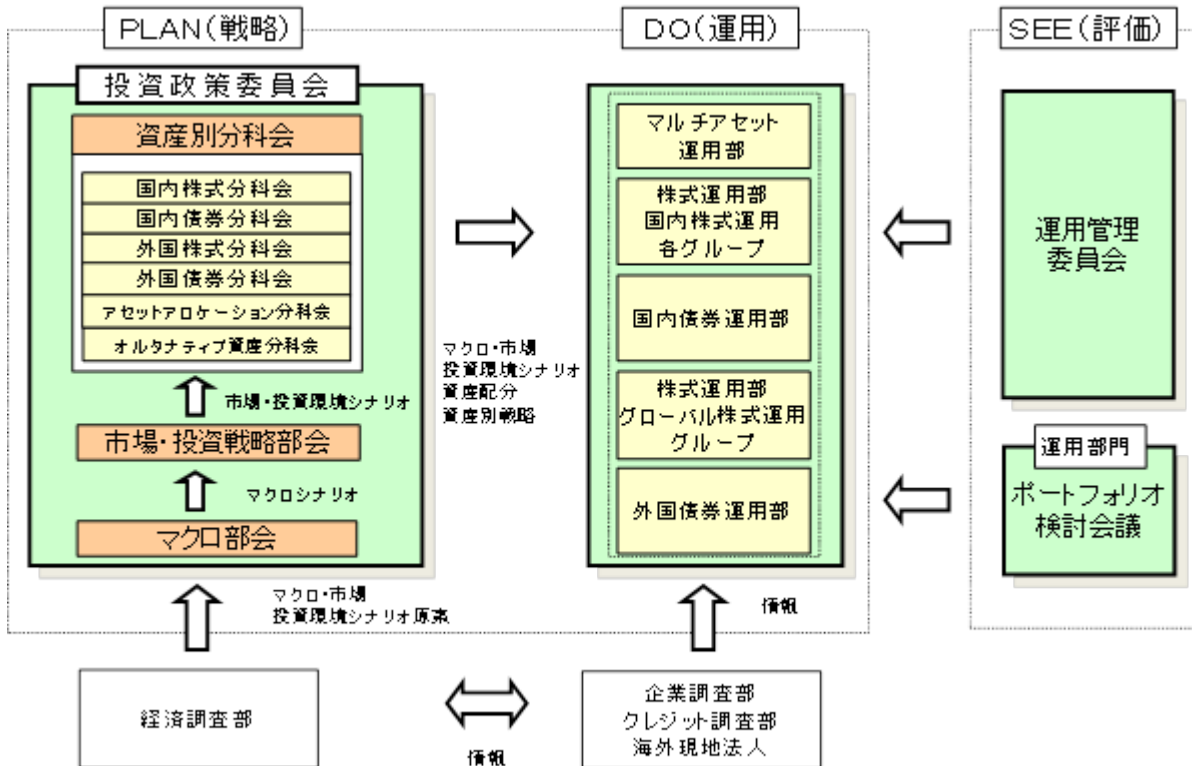 PLAN(戦略)
投資政策委員会
資産別分科会
国内株式分科会
国内債券分科会
外国株式分科会
外国債券分科会
アセットアロケーション分科会
オルタナティブ資産分科会
市場・投資環境シナリオ
市場・投資戦略部会
マクロシナリオ
マクロ部会
マクロ・市場
投資環境シナリオ原案
経済調査部
マクロ・市場
投資環境シナリオ
資産配分
資産別戦略
DO(運用)
マルチアセット
運用部
株式運用部
国内株式運用
各グループ
国内債券運用部
株式運用部
グローバル株式運用
グループ
外国債券運用部
情報
企業調査部
クレジット調査部
海外現地法人
情報
SEE(評価)
運用管理
委員会
運用部門
ポートフォリオ
検討会議